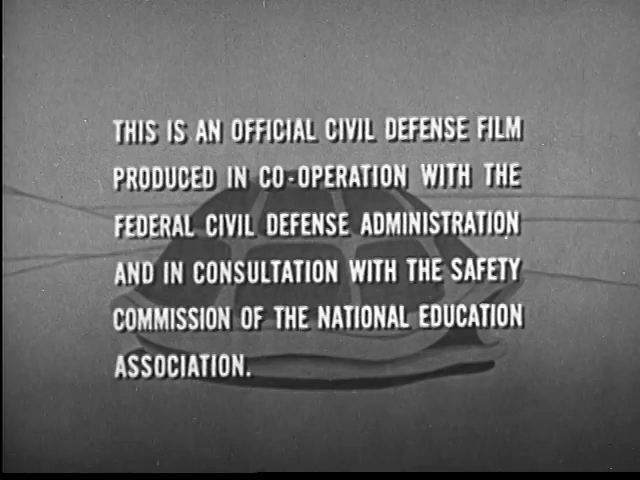 THIS IS AN OFFICIAL CIVIL DEFENSE FILM
PRODUCED IN CO-OPERATION WITH THE
FEDERAL CIVIL DEFENSE ADMINISTRATION
AND IN CONSULTATION WITH THE SAFETY
COMMISSION OF THE NATIONAL EDUCATION
ASSOCIATION.